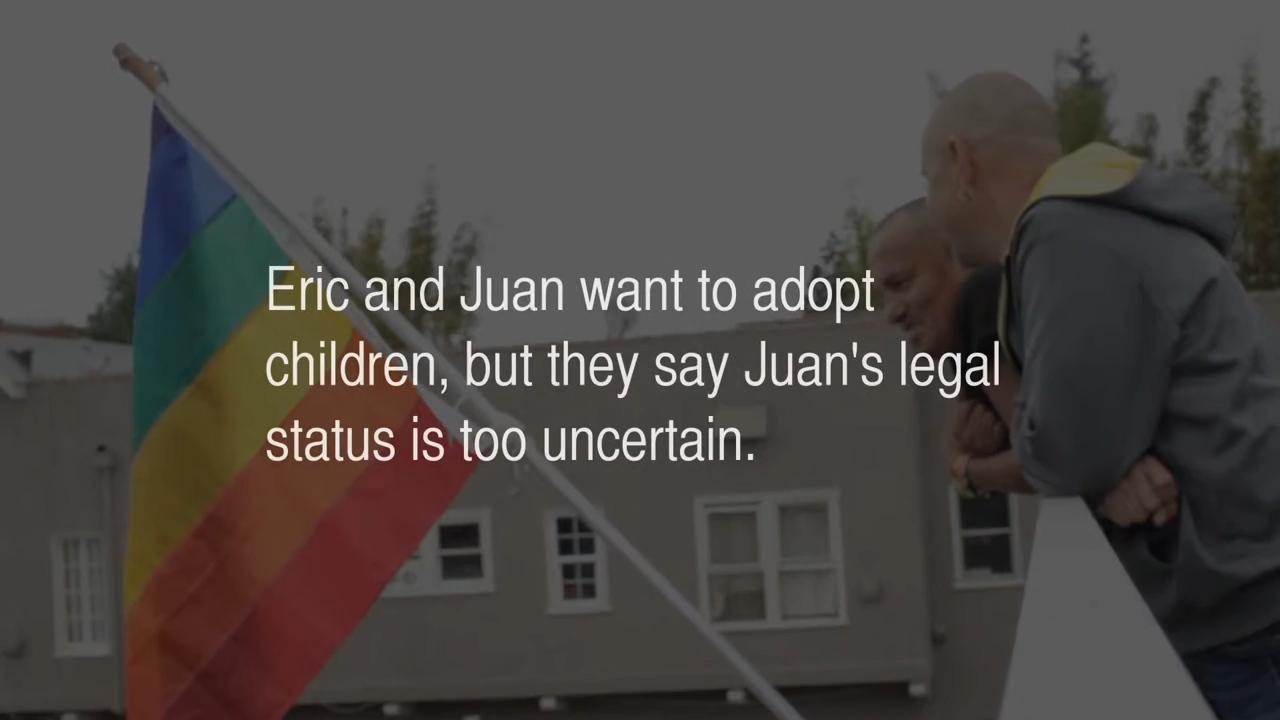 Eric and Juan want to adopt
children, but they say Juan's legal
status is too uncertain.